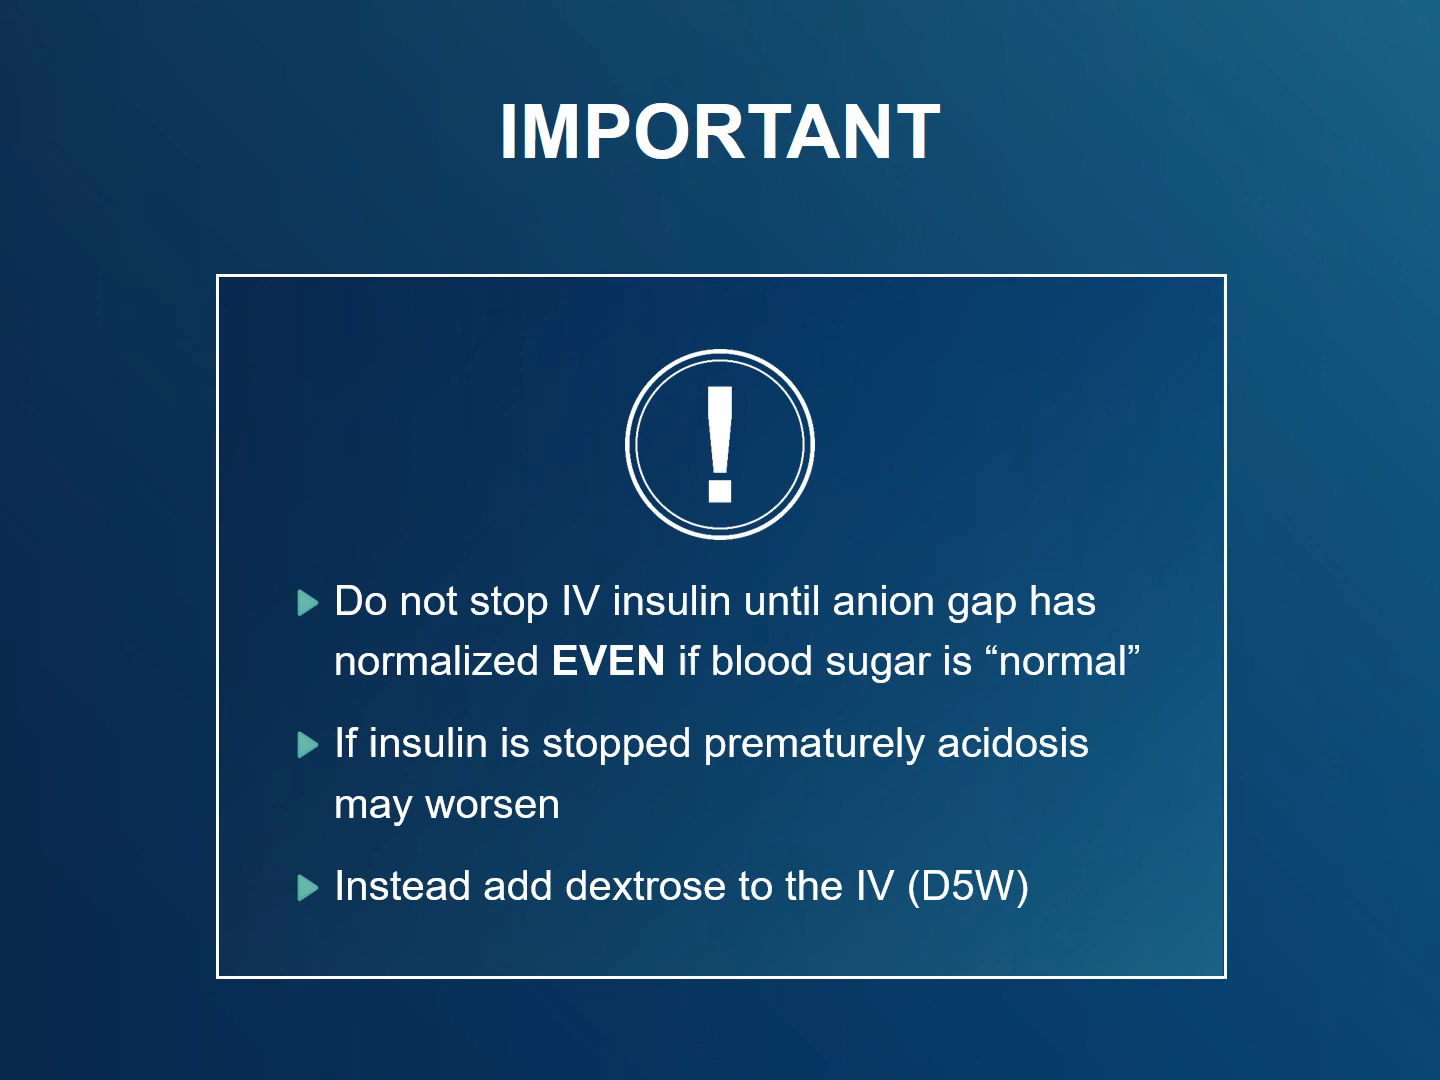 IMPORTANT
!
Do not stop IV insulin until anion gap has
normalized EVEN if blood sugar is “normal”
If insulin is stopped prematurely acidosis
may worsen
Instead add dextrose to the IV (D5W)